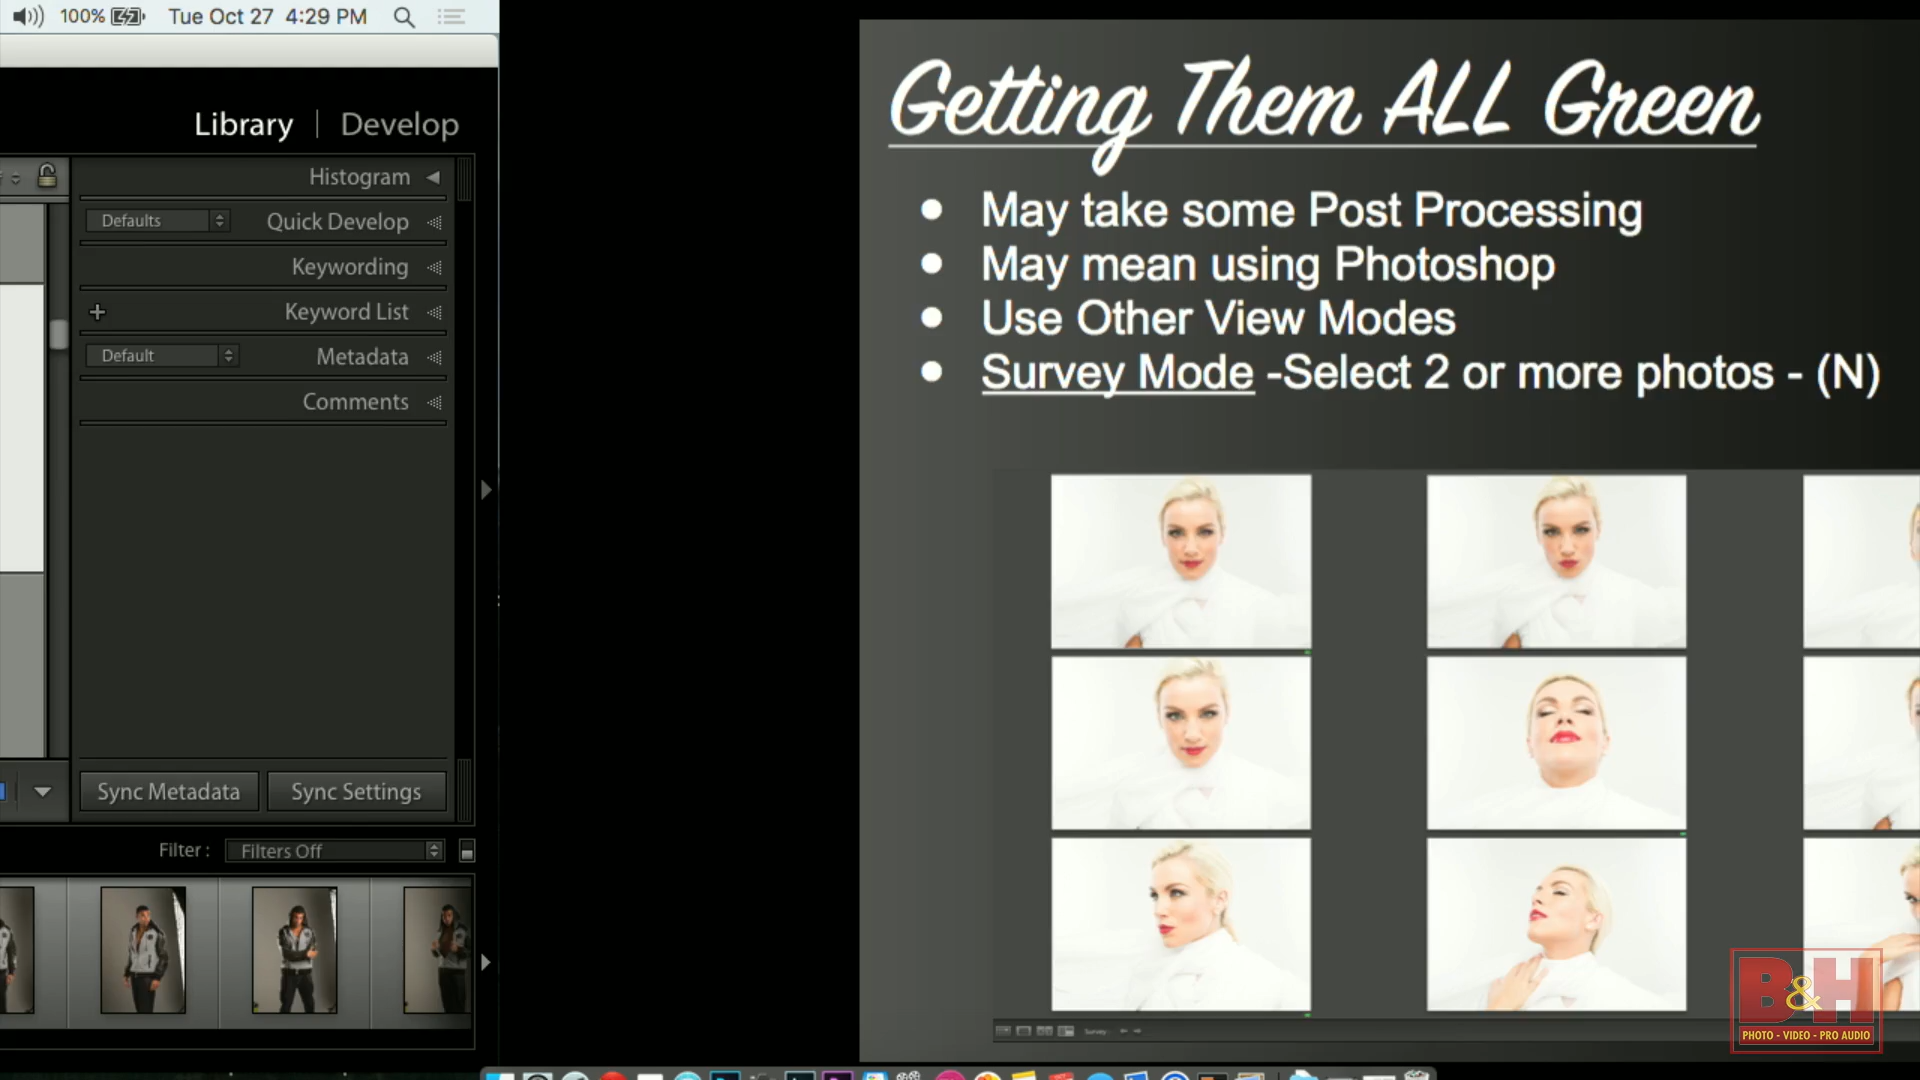 100%
Tue Oct 27 4:29 PM
Library | Develop
Histogram
Defaults
Quick Develop
Keywording
Keyword List
Default
Metadata
Comments
Sync Metadata
Sync Settings
Filter :
Filters Off
Getting Them ALL Green
● May take some Post Processing
● May mean using Photoshop
● Use Other View Modes
● Survey Mode -Select 2 or more photos - (N)
Survey
B&H
PHOTO - VIDEO - PRO AUDIO